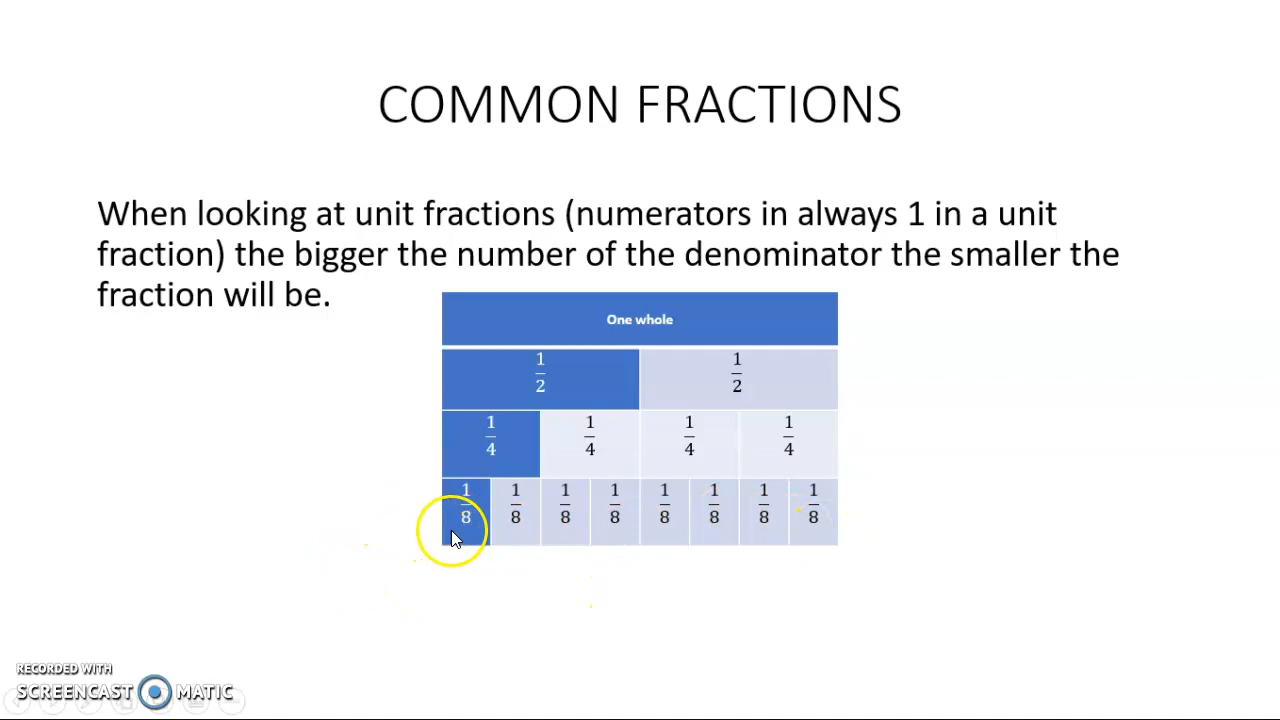 COMMON FRACTIONS
When looking at unit fractions (numerators in always 1 in a unit
fraction) the bigger the number of the denominator the smaller the
fraction will be.
One whole
1/2 1/2
1/4 1/4 1/4 1/4
1/8 1/8 1/8 1/8 1/8 1/8 1/8 1/8
RECORDED WITH
SCREENCAST MATIC